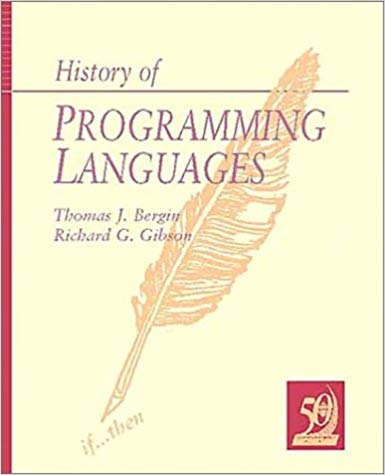 History of
PROGRAMMING
LANGUAGES
Thomas J. Bergin
Richard G. Gibson
if...then
50